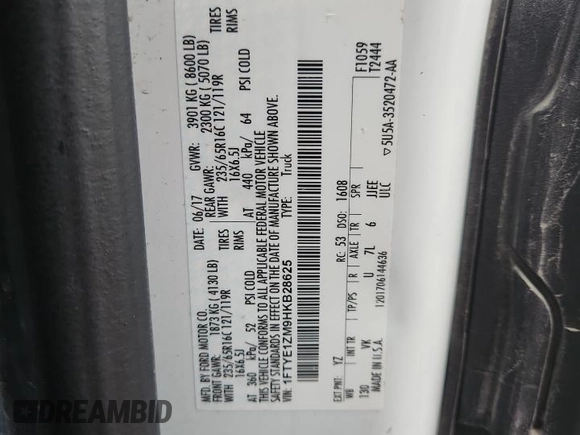 MFD. BY FORD MOTOR CO.
DATE: 06/17 GVWR: 3901 KG ( 8600 LB)
FRONT GAWR: 1873 KG ( 4130 LB) REAR GAWR: 2300 KG ( 5070 LB)
WITH 235/65R16C 121/119R TIRES WITH 235/65R16C 121/119R TIRES
16X6.5J RIMS 16X6.5J RIMS
AT 360 kPa/ 52 PSI COLD AT 440 kPa/ 64 PSI COLD
THIS VEHICLE CONFORMS TO ALL APPLICABLE FEDERAL MOTOR VEHICLE
SAFETY STANDARDS IN EFFECT ON THE DATE OF MANUFACTURE SHOWN ABOVE.
VIN: 1FTYE1ZM9HKB28625 TYPE: Truck
F1059
T2444
EXT PNT: YZ RC: 53 DSO: 1608
WB INT TR TP/PS R AXLE TR SPR
130 VK U 7L 6 JJEE
MADE IN U.S.A. ULC
1201706144636
▽5U5A-3520472-AA
DREAMBID